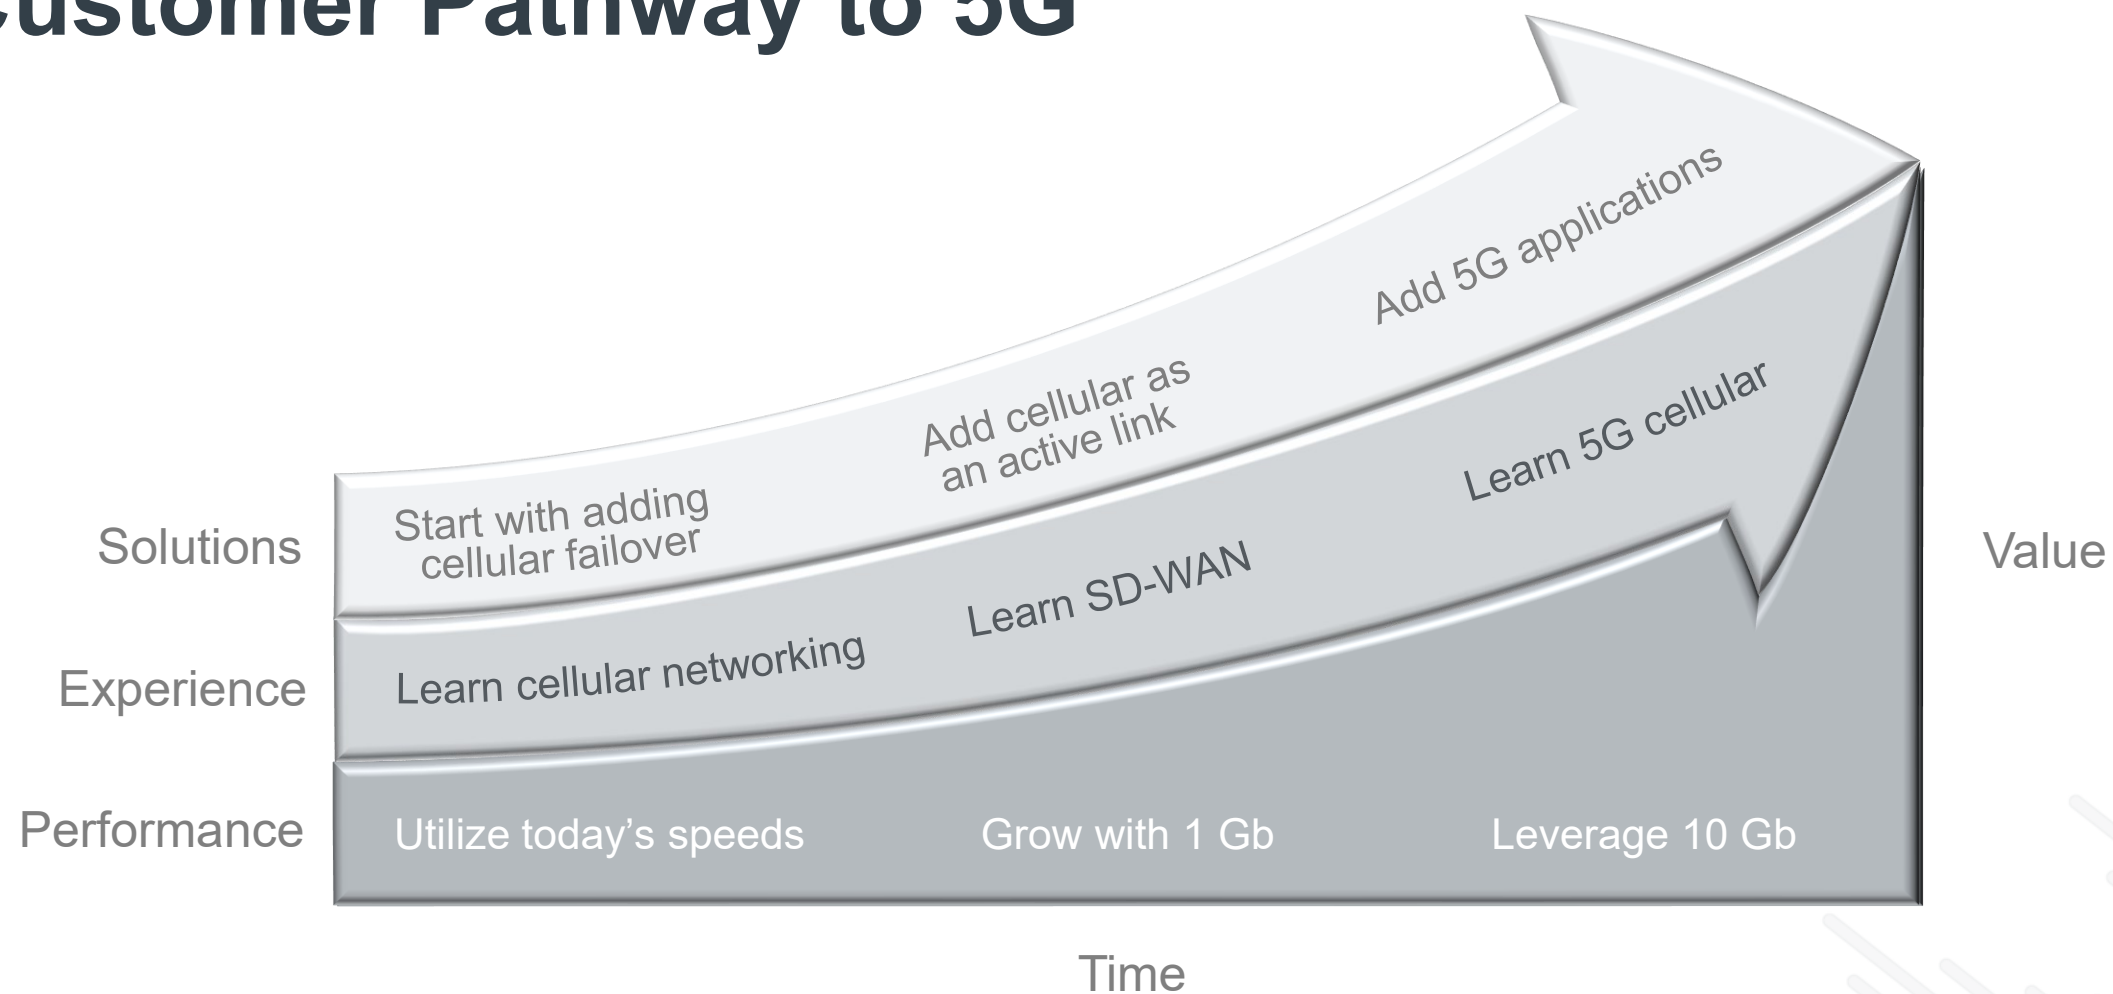 Customer Pathway to 5G
Add 5G applications
Add cellular as
an active link
Start with adding
cellular failover
Solutions
Learn 5G cellular
Learn SD-WAN
Learn cellular networking
Experience
Value
Performance
Utilize today’s speeds
Grow with 1 Gb
Leverage 10 Gb
Time